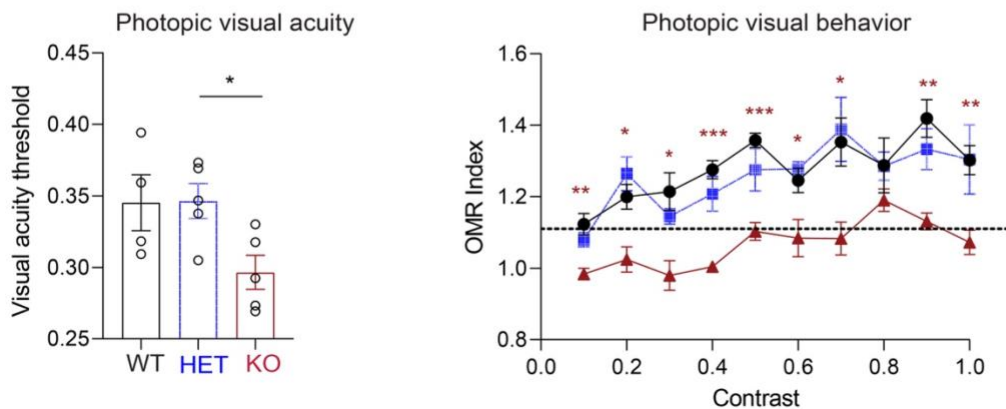 Photopic visual acuity
Visual acuity threshold
0.45
0.40
0.35
0.30
0.25
*
WT HET KO
Photopic visual behavior
OMR Index
1.6
1.4
1.2
1.0
0.8
** * * *** *** * * ** **
0.0 0.2 0.4 0.6 0.8 1.0
Contrast